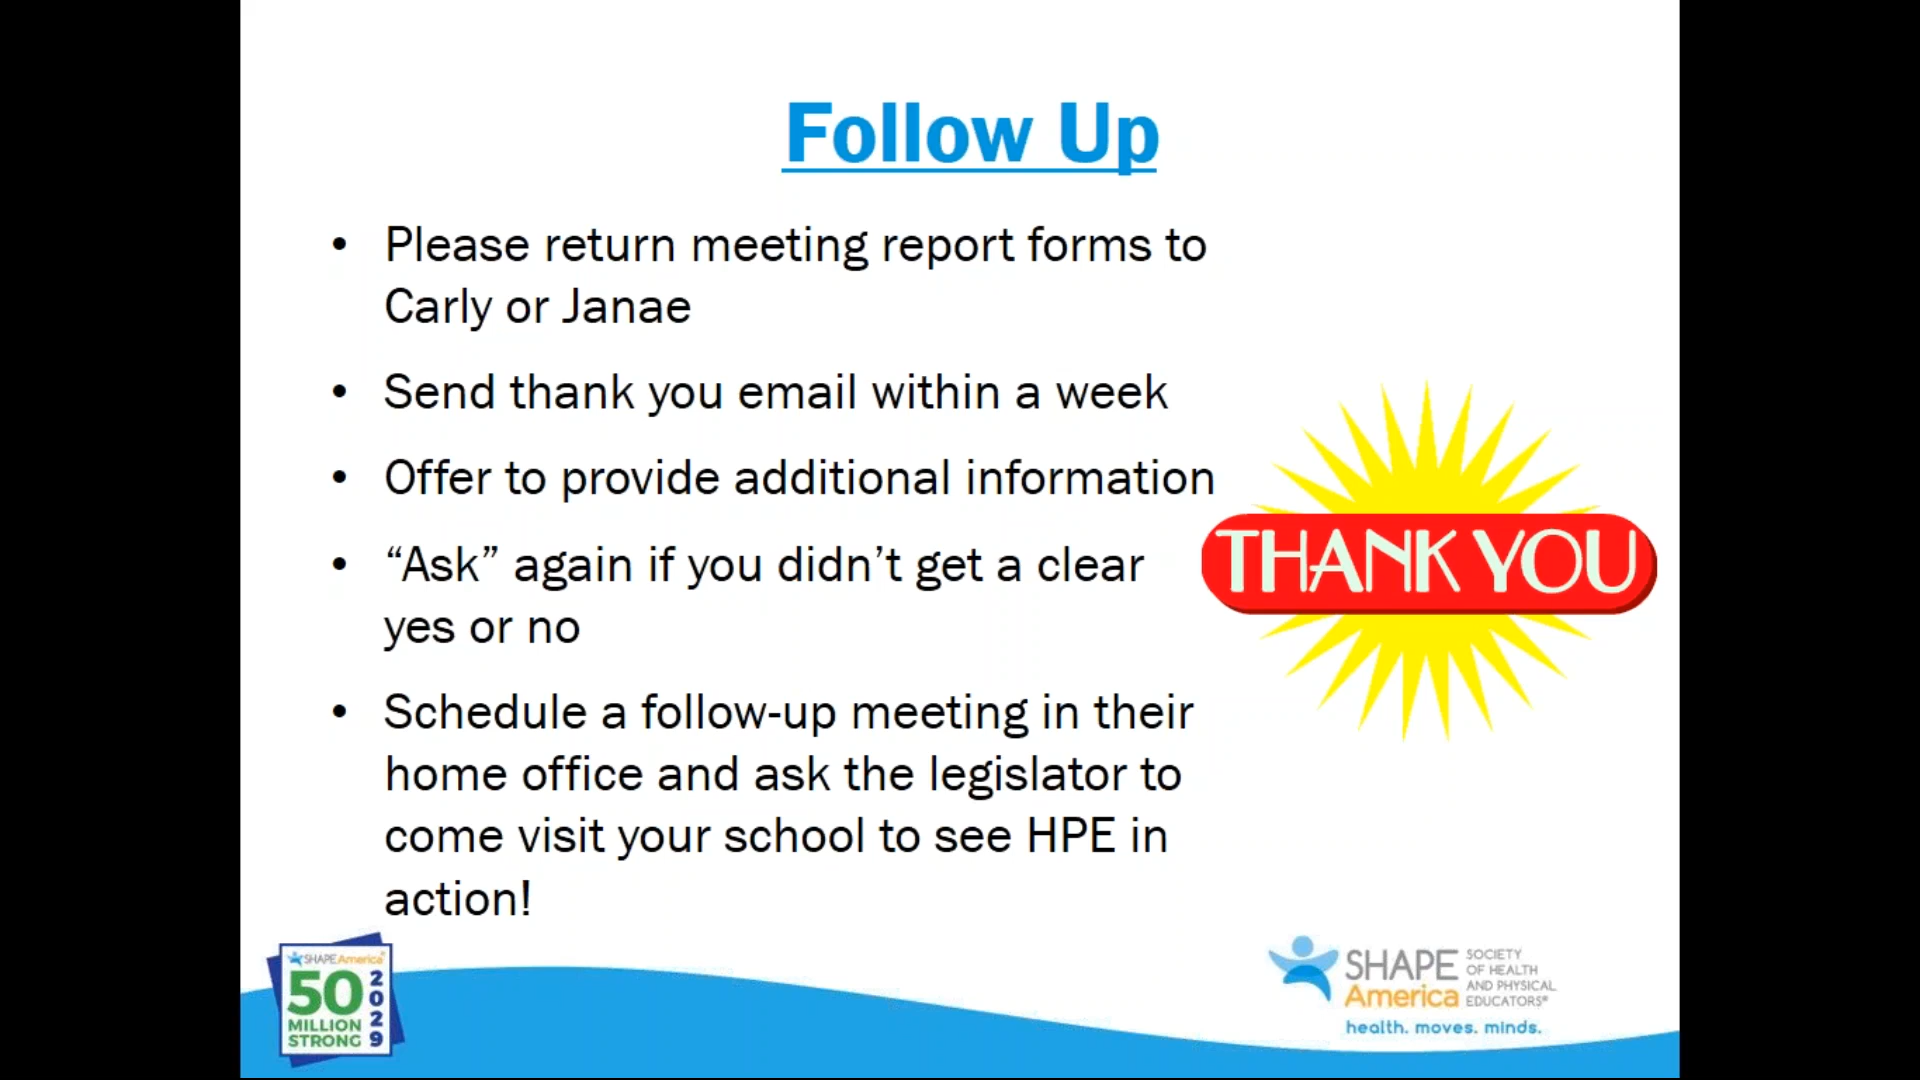 Follow Up
• Please return meeting report forms to
Carly or Janae
• Send thank you email within a week
• Offer to provide additional information
• “Ask” again if you didn’t get a clear
yes or no
• Schedule a follow-up meeting in their
home office and ask the legislator to
come visit your school to see HPE in
action!
THANK YOU
SHAPE America
50
MILLION
STRONG
2029
SHAPE
America
SOCIETY
OF HEALTH
AND PHYSICAL
EDUCATORS®
health. moves. minds.